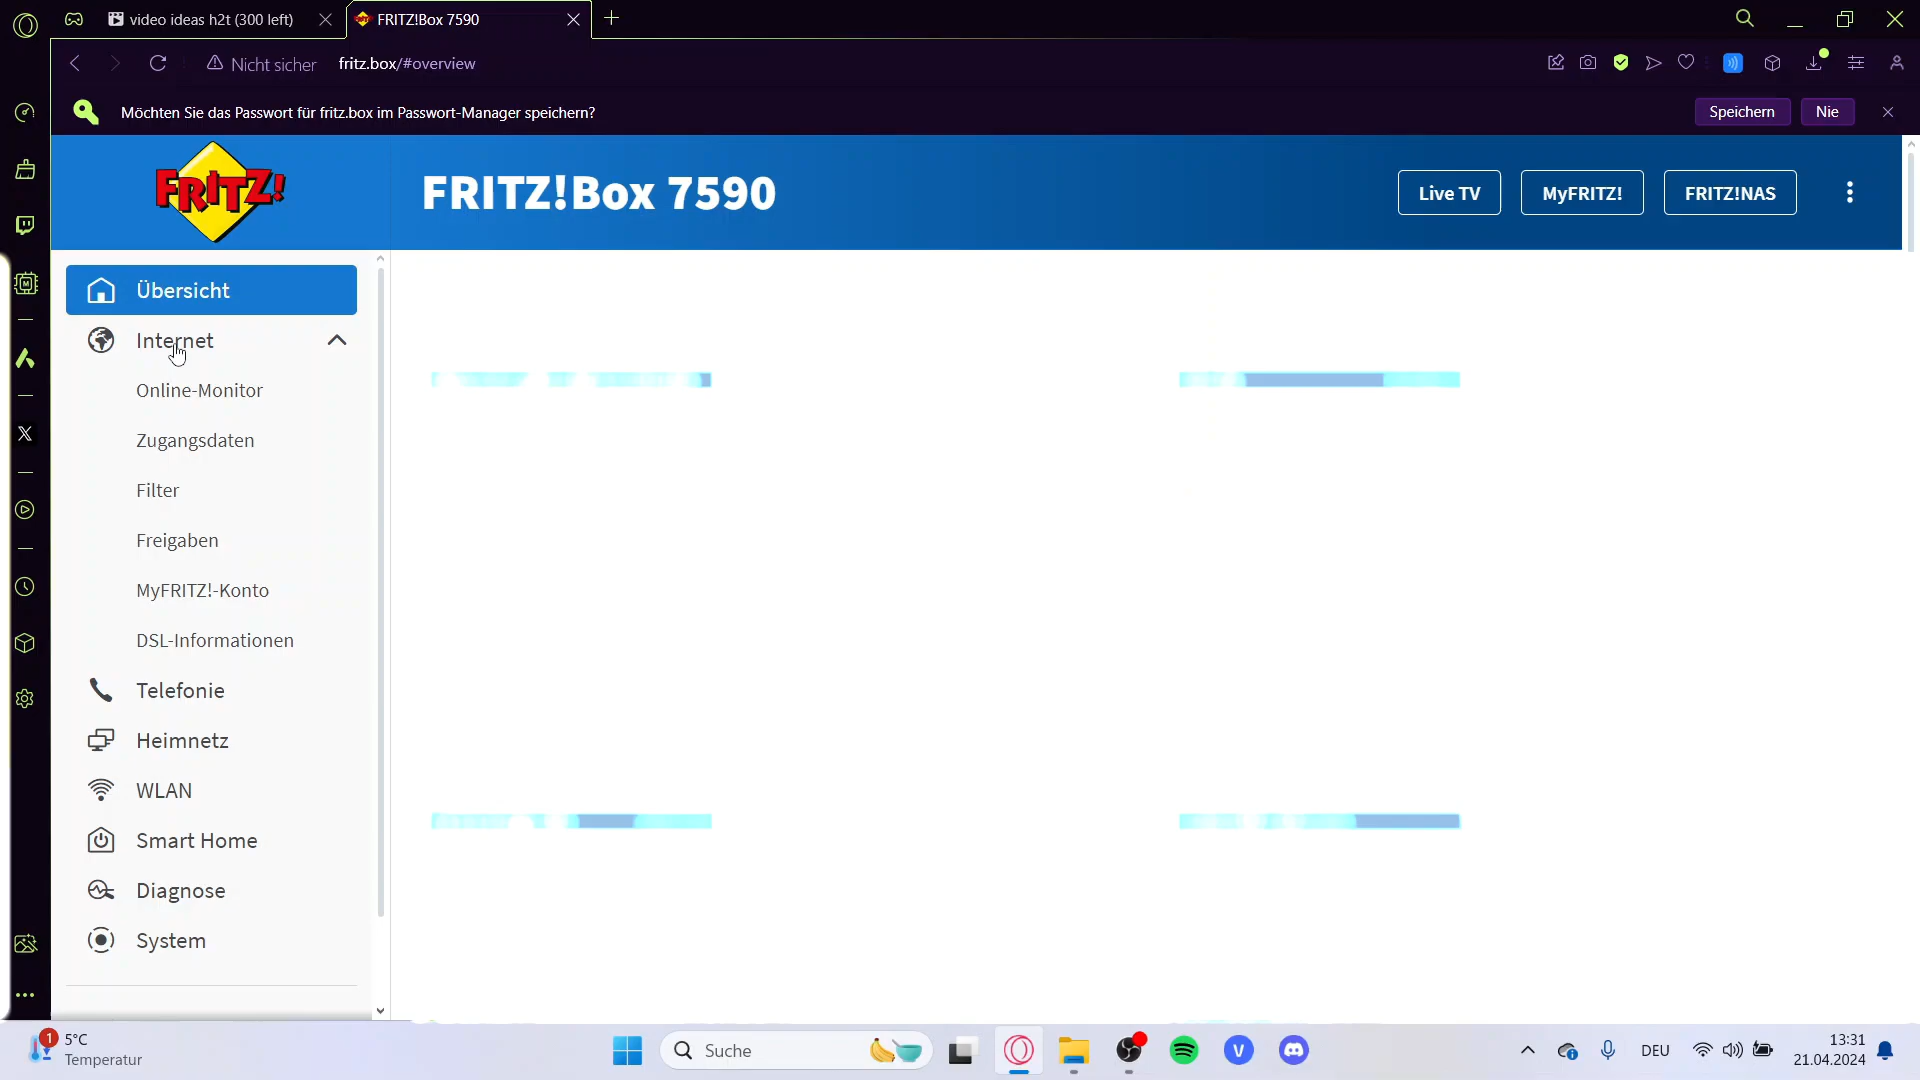 video ideas h2t (300 left)
FRITZ!Box 7590
Nicht sicher
fritz.box/#overview
Möchten Sie das Passwort für fritz.box im Passwort-Manager speichern?
Speichern
Nie
FRITZ!
FRITZ!Box 7590
Live TV
MyFRITZ!
FRITZ!NAS
Übersicht
Internet
Online-Monitor
Zugangsdaten
Filter
Freigaben
MyFRITZ!-Konto
DSL-Informationen
Telefonie
Heimnetz
WLAN
Smart Home
Diagnose
System
1
5°C
Temperatur
Suche
V
DEU
13:31
21.04.2024